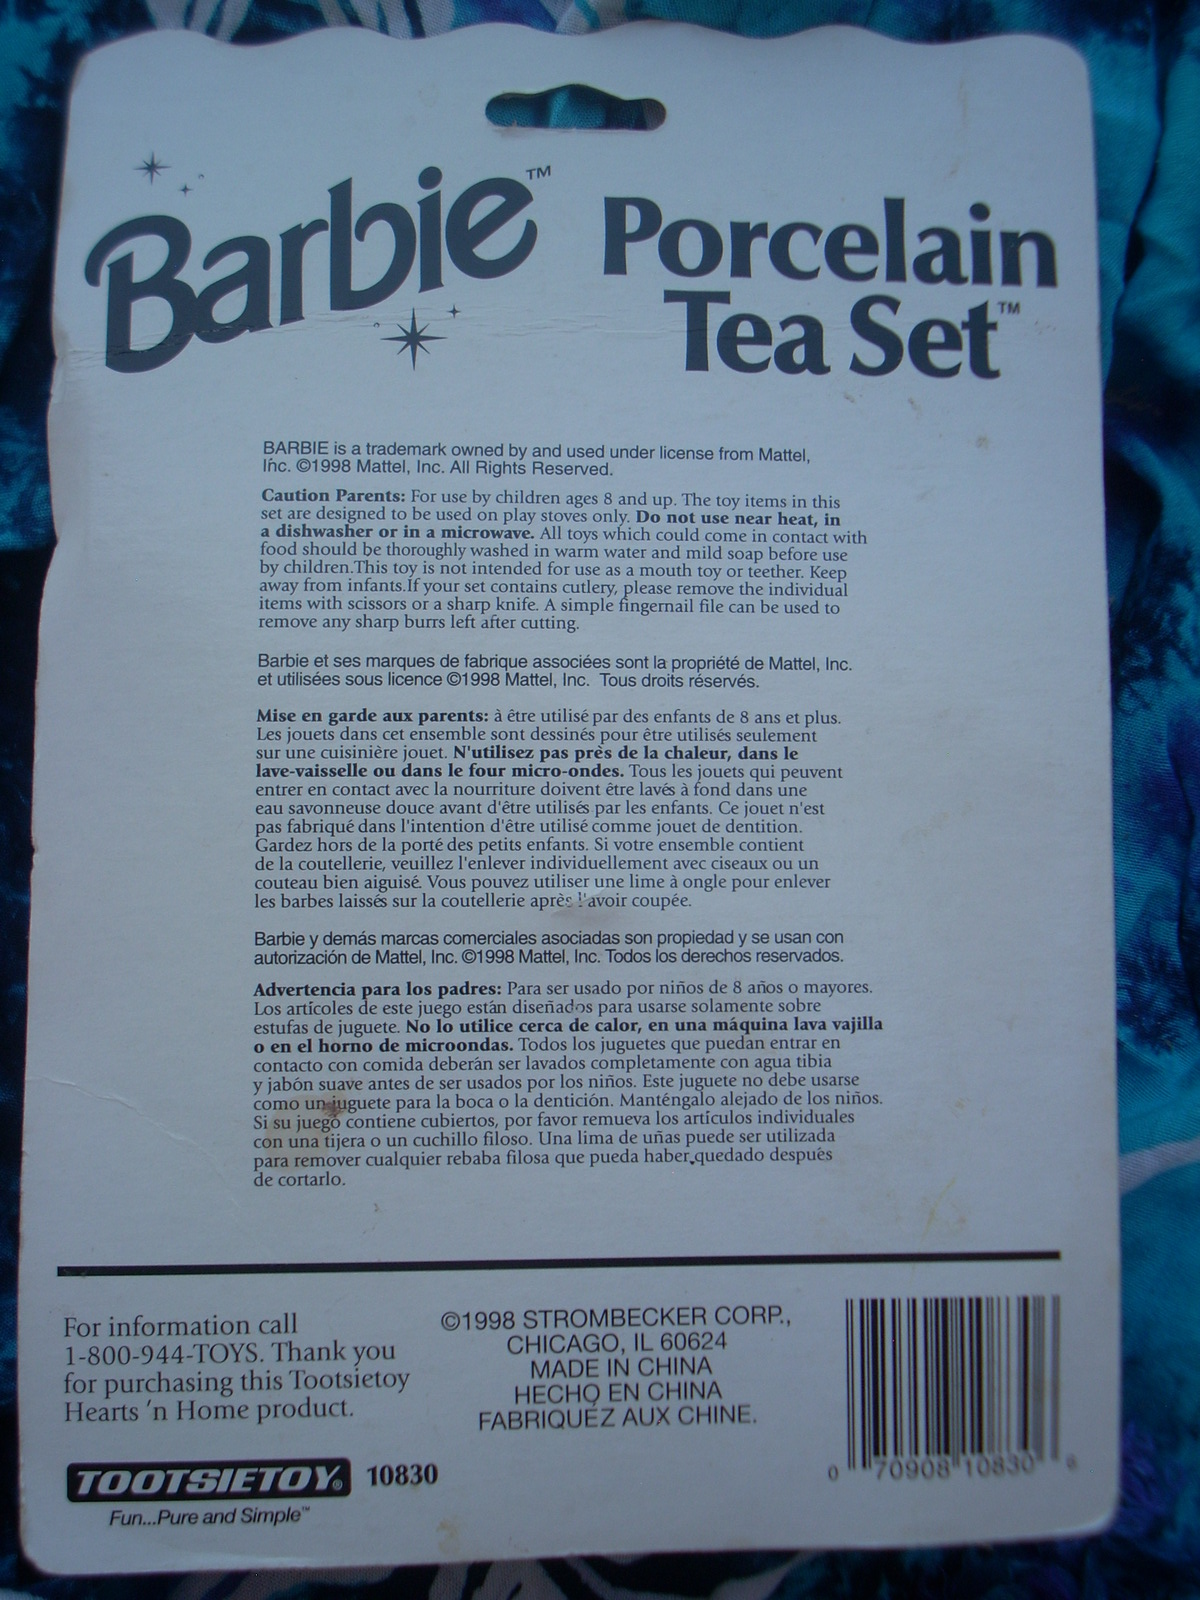 Barbie™
Porcelain
Tea Set™
BARBIE is a trademark owned by and used under license from Mattel,
Inc. ©1998 Mattel, Inc. All Rights Reserved.
Caution Parents: For use by children ages 8 and up. The toy items in this
set are designed to be used on play stoves only. Do not use near heat, in
a dishwasher or in a microwave. All toys which could come in contact with
food should be thoroughly washed in warm water and mild soap before use
by children.This toy is not intended for use as a mouth toy or teether. Keep
away from infants.If your set contains cutlery, please remove the individual
items with scissors or a sharp knife. A simple fingernail file can be used to
remove any sharp burrs left after cutting.
Barbie et ses marques de fabrique associées sont la propriété de Mattel, Inc.
et utilisées sous licence ©1998 Mattel, Inc. Tous droits réservés.
Mise en garde aux parents: à être utilisé par des enfants de 8 ans et plus.
Les jouets dans cet ensemble sont dessinés pour être utilisés seulement
sur une cuisinière jouet. N'utilisez pas près de la chaleur, dans le
lave-vaisselle ou dans le four micro-ondes. Tous les jouets qui peuvent
entrer en contact avec la nourriture doivent être lavés à fond dans une
eau savonneuse douce avant d'être utilisés par les enfants. Ce jouet n'est
pas fabriqué dans l'intention d'être utilisé comme jouet de dentition.
Gardez hors de la porté des petits enfants. Si votre ensemble contient
de la coutellerie, veuillez l'enlever individuellement avec ciseaux ou un
couteau bien aiguisé. Vous pouvez utiliser une lime à ongle pour enlever
les barbes laissés sur la coutellerie après l'avoir coupée.
Barbie y demás marcas comerciales asociadas son propiedad y se usan con
autorización de Mattel, Inc. ©1998 Mattel, Inc. Todos los derechos reservados.
Advertencia para los padres: Para ser usado por niños de 8 años o mayores.
Los artícoles de este juego están diseñados para usarse solamente sobre
estufas de juguete. No lo utilice cerca de calor, en una máquina lava vajilla
o en el horno de microondas. Todos los juguetes que puedan entrar en
contacto con comida deberán ser lavados completamente con agua tibia
y jabón suave antes de ser usados por los niños. Este juguete no debe usarse
como un juguete para la boca o la dentición. Manténgalo alejado de los niños.
Si su juego contiene cubiertos, por favor remueva los artículos individuales
con una tijera o un cuchillo filoso. Una lima de uñas puede ser utilizada
para remover cualquier rebaba filosa que pueda haber quedado después
de cortarlo.
For information call
1-800-944-TOYS. Thank you
for purchasing this Tootsietoy
Hearts 'n Home product.
TOOTSIETOY® 10830
Fun...Pure and Simple™
©1998 STROMBECKER CORP.,
CHICAGO, IL 60624
MADE IN CHINA
HECHO EN CHINA
FABRIQUÉZ AUX CHINE.
0 70908 10830 6